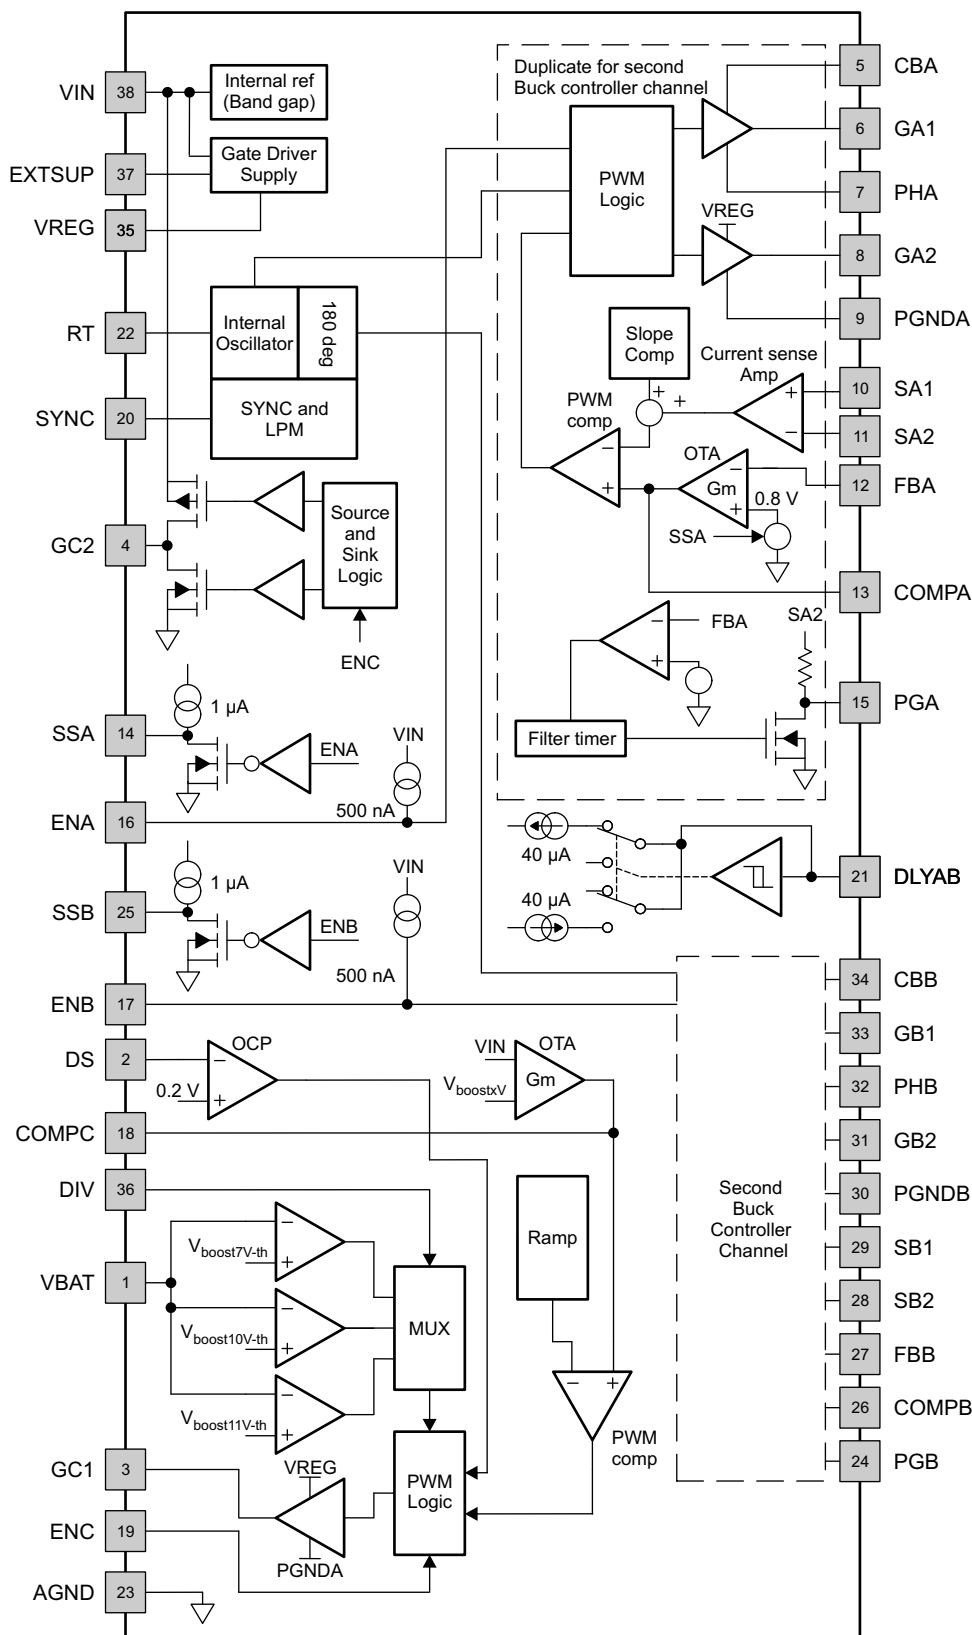 VIN
38
Internal ref
(Band gap)
EXTSUP
37
Gate Driver
Supply
VREG
35
RT
22
Internal
Oscillator
180 deg
SYNC
20
SYNC and
LPM
GC2
4
Source
and
Sink
Logic
ENC
1 µA
SSA
14
ENA
VIN
500 nA
ENA
16
1 µA
SSB
25
ENB
VIN
500 nA
ENB
17
DS
2
−
+
0.2 V
OCP
VIN
VboostxV
OTA
Gm
COMPC
18
DIV
36
VBAT
1
Vboost7V-th
−
+
Vboost10V-th
−
+
Vboost11V-th
−
+
MUX
Ramp
−
+
PWM
comp
GC1
3
VREG
PGNDA
PWM
Logic
ENC
19
AGND
23
Duplicate for second
Buck controller channel
PWM
Logic
VREG
5
CBA
6
GA1
7
PHA
8
GA2
9
PGNDA
Slope
Comp
Current sense
Amp
+
+
+
−
10
SA1
11
SA2
PWM
comp
−
+
OTA
Gm
−
+
0.8 V
SSA
12
FBA
13
COMPA
−
+
FBA
SA2
15
PGA
Filter timer
40 µA
40 µA
21
DLYAB
Second
Buck
Controller
Channel
34
CBB
33
GB1
32
PHB
31
GB2
30
PGNDB
29
SB1
28
SB2
27
FBB
26
COMPB
24
PGB